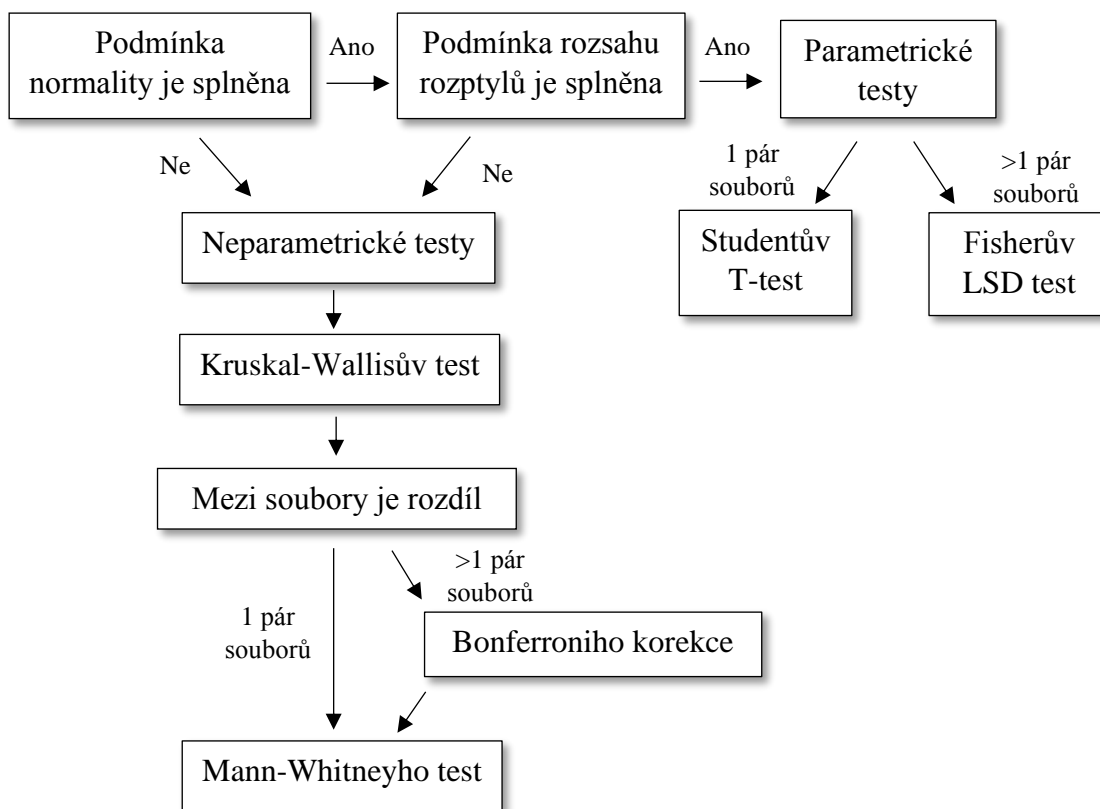 Podmínka
normality je splněna
Ano
Podmínka rozsahu
rozptylů je splněna
Ano
Parametrické
testy
Ne
Ne
1 pár
souborů
>1 pár
souborů
Neparametrické testy
Studentův
T-test
Fisherův
LSD test
Kruskal-Wallisův test
Mezi soubory je rozdíl
1 pár
souborů
>1 pár
souborů
Bonferroniho korekce
Mann-Whitneyho test